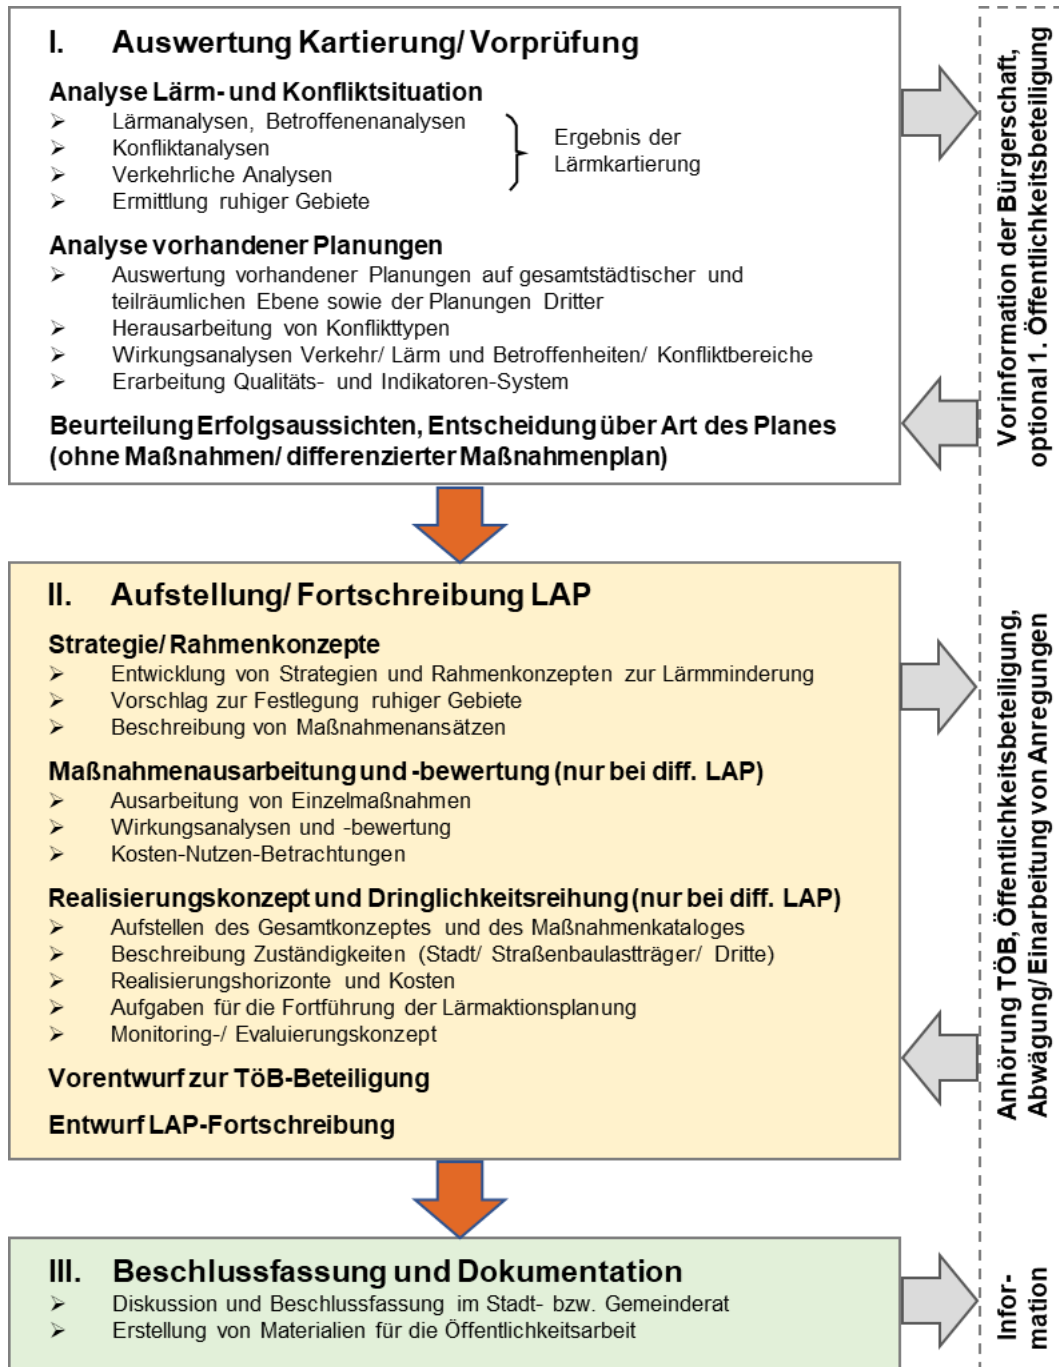 I. Auswertung Kartierung/ Vorprüfung
Analyse Lärm- und Konfliktsituation
➢ Lärmanalysen, Betroffenenanalysen
➢ Konfliktanalysen
➢ Verkehrliche Analysen
➢ Ermittlung ruhiger Gebiete
Ergebnis der
Lärmkartierung
Analyse vorhandener Planungen
➢ Auswertung vorhandener Planungen auf gesamtstädtischer und
teilräumlichen Ebene sowie der Planungen Dritter
➢ Herausarbeitung von Konflikttypen
➢ Wirkungsanalysen Verkehr/ Lärm und Betroffenheiten/ Konfliktbereiche
➢ Erarbeitung Qualitäts- und Indikatoren-System
Beurteilung Erfolgsaussichten, Entscheidung über Art des Planes
(ohne Maßnahmen/ differenzierter Maßnahmenplan)
Vorinformation der Bürgerschaft,
optional 1. Öffentlichkeitsbeteiligung
II. Aufstellung/ Fortschreibung LAP
Strategie/ Rahmenkonzepte
➢ Entwicklung von Strategien und Rahmenkonzepten zur Lärmminderung
➢ Vorschlag zur Festlegung ruhiger Gebiete
➢ Beschreibung von Maßnahmenansätzen
Maßnahmenausarbeitung und -bewertung (nur bei diff. LAP)
➢ Ausarbeitung von Einzelmaßnahmen
➢ Wirkungsanalysen und -bewertung
➢ Kosten-Nutzen-Betrachtungen
Realisierungskonzept und Dringlichkeitsreihung (nur bei diff. LAP)
➢ Aufstellen des Gesamtkonzeptes und des Maßnahmenkataloges
➢ Beschreibung Zuständigkeiten (Stadt/ Straßenbaulastträger/ Dritte)
➢ Realisierungshorizonte und Kosten
➢ Aufgaben für die Fortführung der Lärmaktionsplanung
➢ Monitoring-/ Evaluierungskonzept
Vorentwurf zur TöB-Beteiligung
Entwurf LAP-Fortschreibung
Anhörung TÖB, Öffentlichkeitsbeteiligung,
Abwägung/ Einarbeitung von Anregungen
III. Beschlussfassung und Dokumentation
➢ Diskussion und Beschlussfassung im Stadt- bzw. Gemeinderat
➢ Erstellung von Materialien für die Öffentlichkeitsarbeit
Infor-
mation